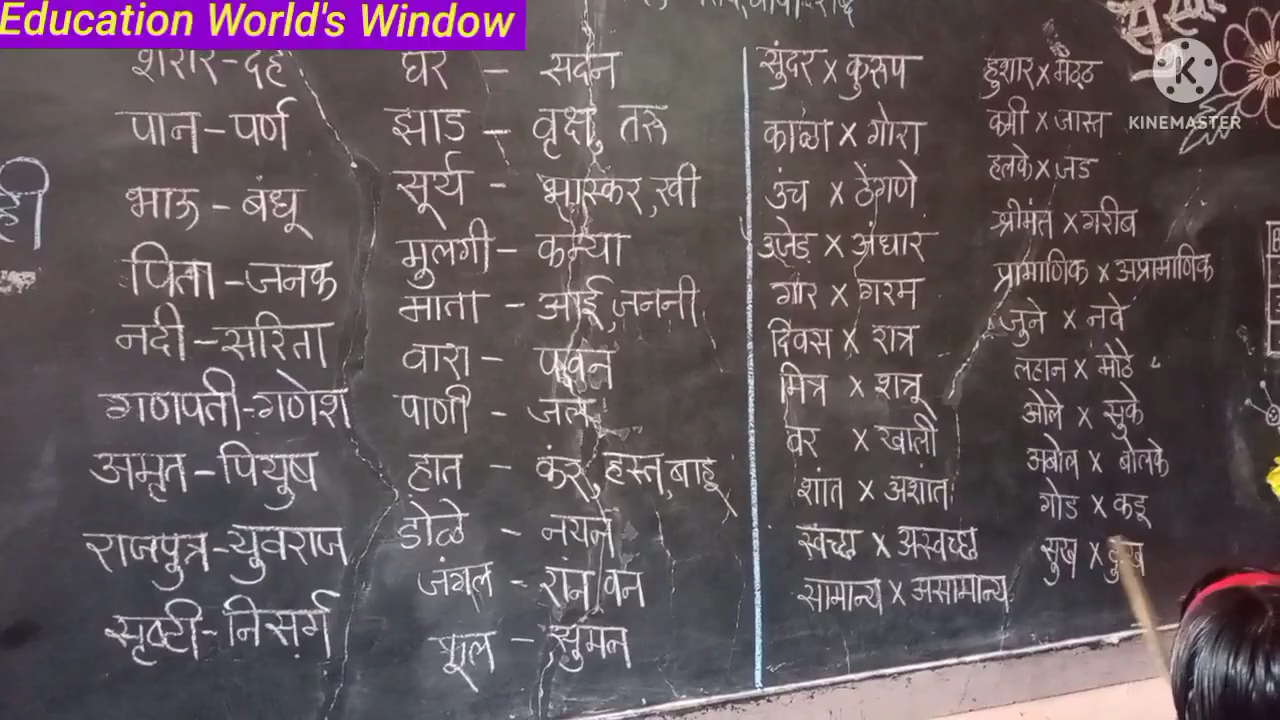 Education World's Window
KINEMASTER
शरीर-देह
पान-पर्ण
भाऊ-बंधू
पिता-जनक
नदी-सरिता
गणपती-गणेश
अमृत-पियुष
राजपुत्र-युवराज
सृष्टी-निसर्ग
घर - सदन
झाड - वृक्ष, तरू
सूर्य - भास्कर, रवी
मुलगी - कन्या
माता - आई, जननी
वारा - पवन
पाणी - जल
हात - कर, हस्त, बाहू
डोळे - नयन
जंगल - रान, वन
फूल - सुमन
सुंदर x कुरूप
काळा x गोरा
उंच x ठेंगणे
उजेड x अंधार
गार x गरम
दिवस x रात्र
मित्र x शत्रू
वर x खाली
शांत x अशांत
स्वच्छ x अस्वच्छ
सामान्य x असामान्य
हुशार x मठ्ठ
कमी x जास्त
हलके x जड
श्रीमंत x गरीब
प्रामाणिक x अप्रामाणिक
जुने x नवे
लहान x मोठे
ओले x सुके
अबोल x बोलके
गोड x कडू
सुख x दुःख